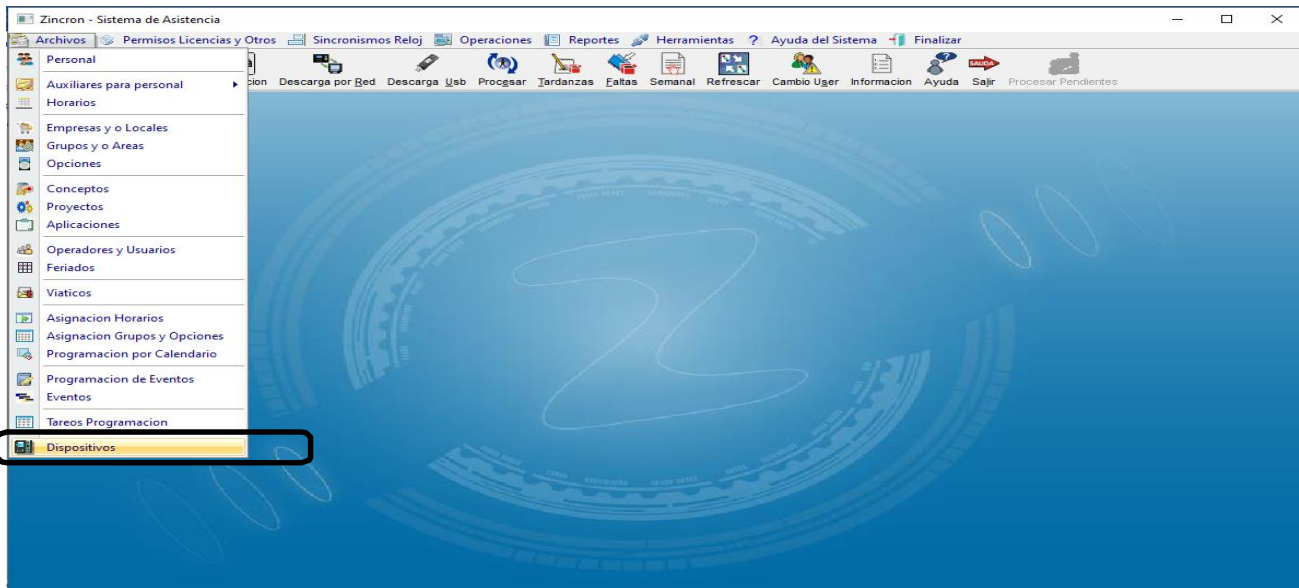 Zincron - Sistema de Asistencia
Archivos Permisos Licencias y Otros Sincronismos Reloj Operaciones Reportes Herramientas ? Ayuda del Sistema Finalizar
Descarga por Red Descarga Usb Procesar Tardanzas Faltas Semanal Refrescar Cambio User Informacion Ayuda Salir Procesar Pendientes
Personal
Auxiliares para personal
Horarios
Empresas y o Locales
Grupos y o Areas
Opciones
Conceptos
Proyectos
Aplicaciones
Operadores y Usuarios
Feriados
Viaticos
Asignacion Horarios
Asignacion Grupos y Opciones
Programacion por Calendario
Programacion de Eventos
Eventos
Tareos Programacion
Dispositivos